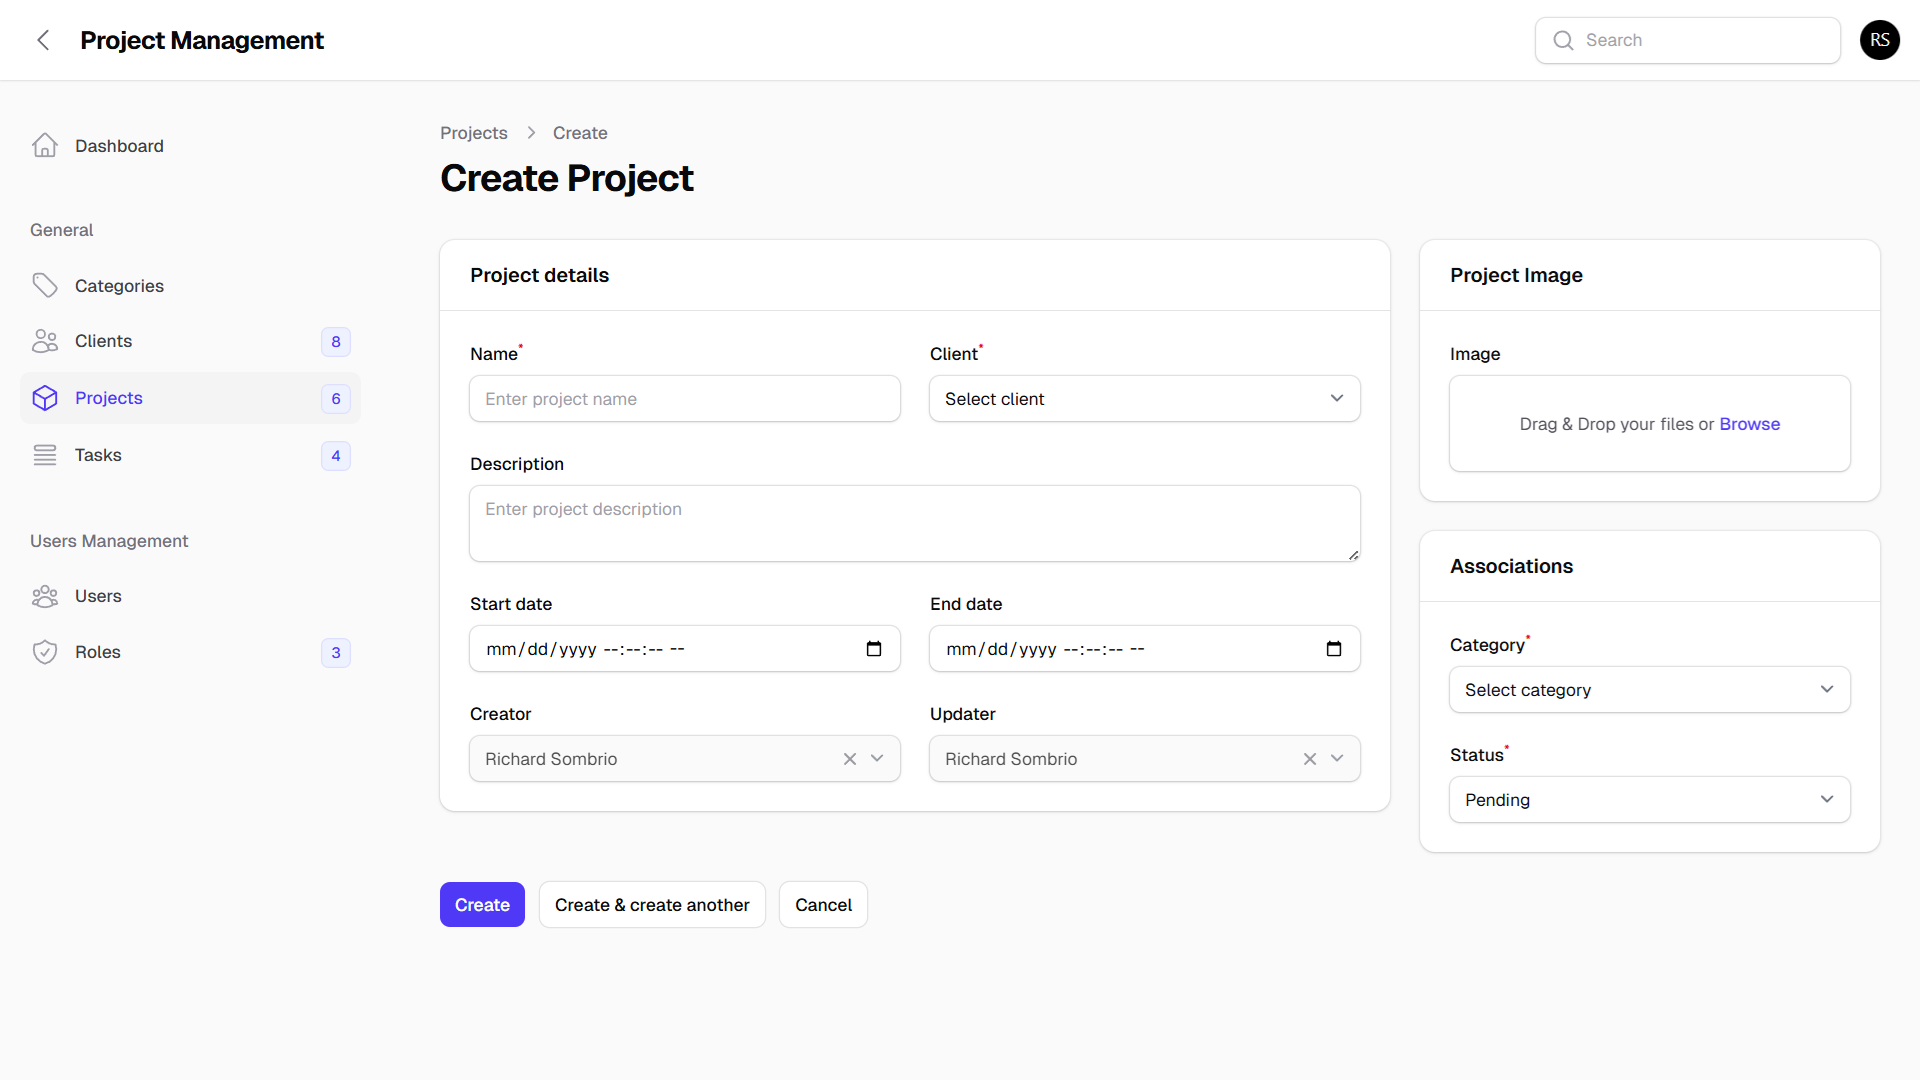 Project Management
Search
RS
Dashboard
General
Categories
Clients
8
Projects
6
Tasks
4
Users Management
Users
Roles
3
Projects
Create
Create Project
Project details
Name*
Enter project name
Client*
Select client
Description
Enter project description
Start date
mm/dd/yyyy --:--:-- --
End date
mm/dd/yyyy --:--:-- --
Creator
Richard Sombrio
Updater
Richard Sombrio
Project Image
Image
Drag & Drop your files or Browse
Associations
Category*
Select category
Status*
Pending
Create
Create & create another
Cancel